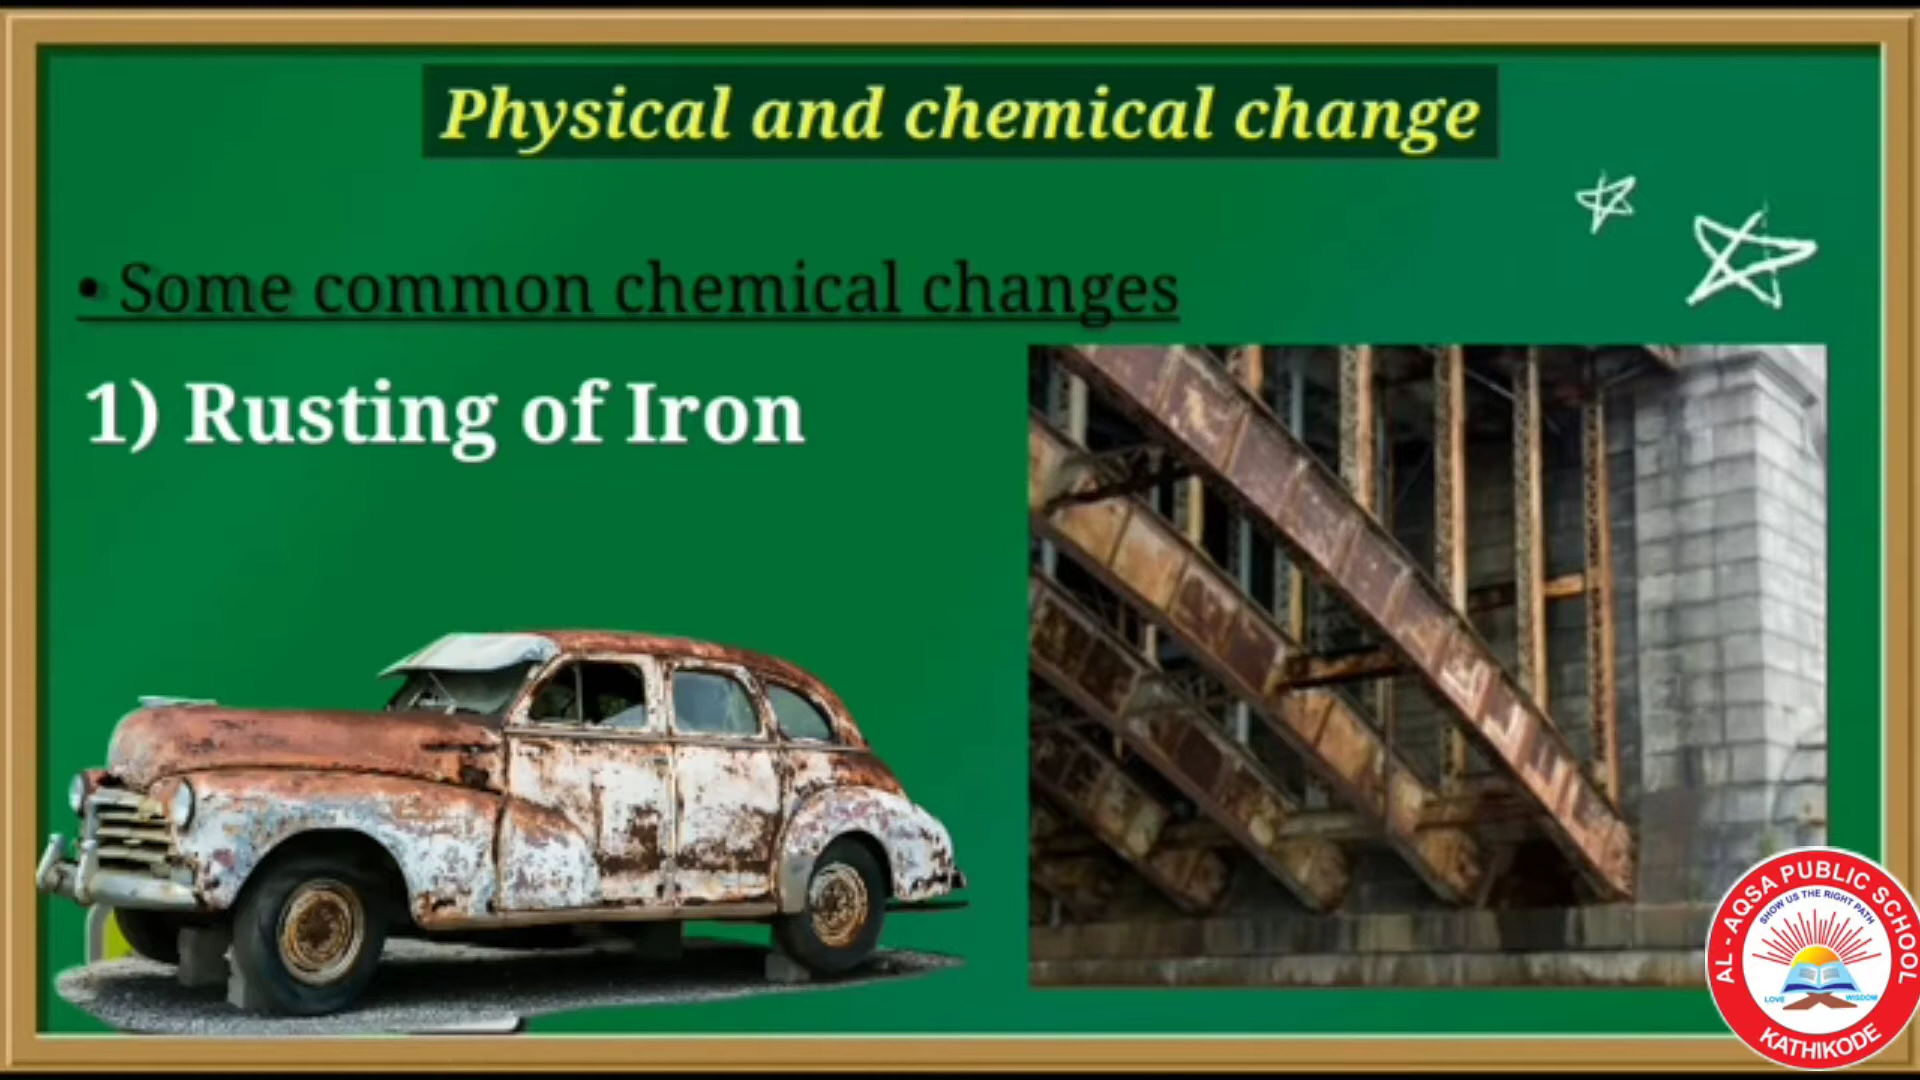 Physical and chemical change
• Some common chemical changes
1) Rusting of Iron
AL - AQSA PUBLIC SCHOOL
SHOW US THE RIGHT PATH
LOVE WISDOM
KATHIKODE